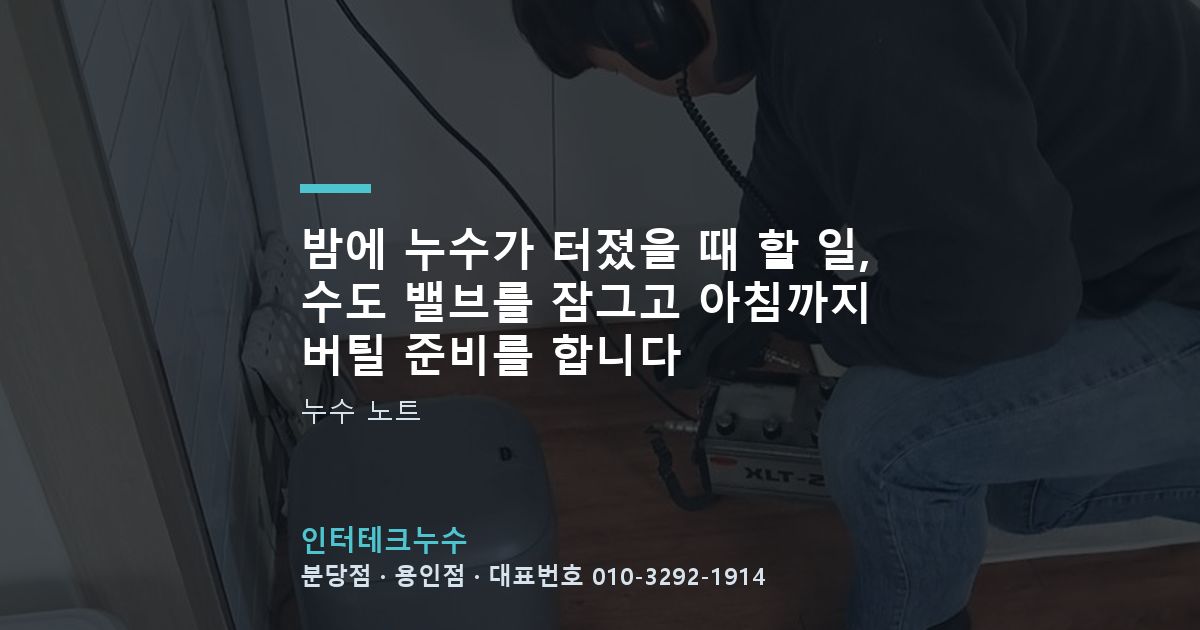 밤에 누수가 터졌을 때 할 일,
수도 밸브를 잠그고 아침까지
버틸 준비를 합니다
누수 노트
XLT-2
인터테크누수
분당점 · 용인점 · 대표번호 010-3292-1914